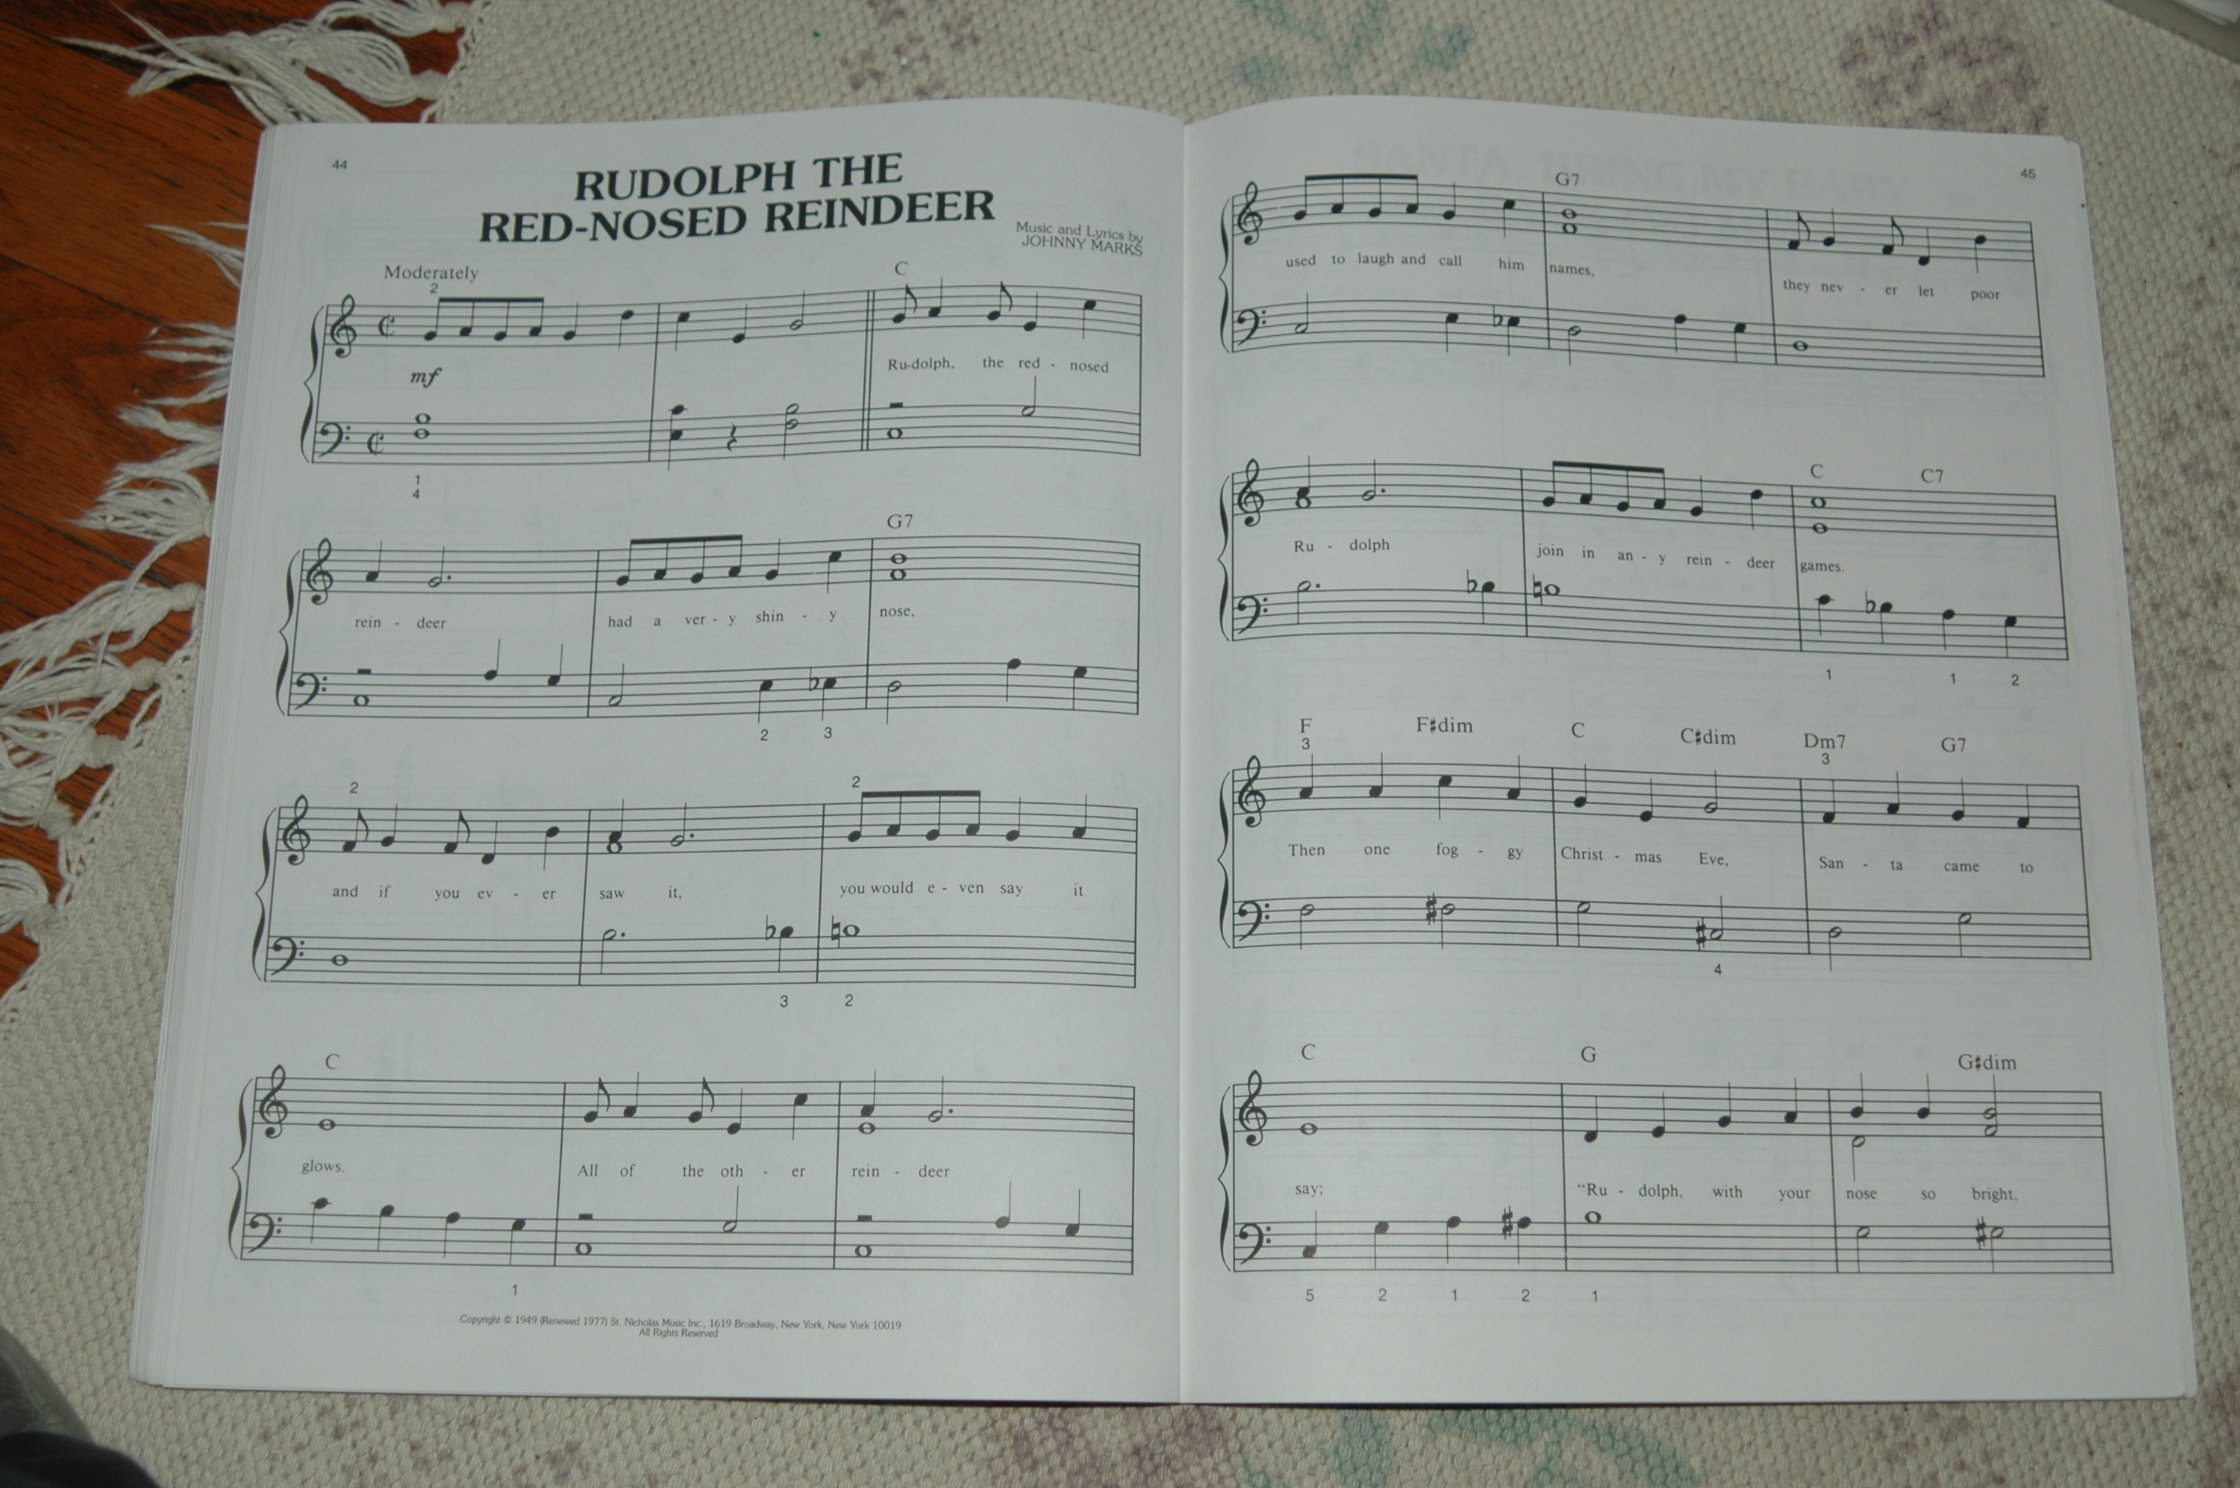 44
RUDOLPH THE
RED-NOSED REINDEER
Music and Lyrics by
JOHNNY MARKS
Moderately
2
C
mf
Ru-dolph, the red - nosed
1
4
G7
rein - deer had a ver - y shin - y nose,
2 3
2 2
and if you ev - er saw it, you would e - ven say it
3 2
C
glows. All of the oth - er rein - deer
1
Copyright © 1949 (Renewed 1977) St. Nicholas Music Inc., 1619 Broadway, New York, New York 10019
All Rights Reserved
45
G7
used to laugh and call him names, they nev - er let poor
C C7
Ru - dolph join in an - y rein - deer games.
1 1 2
F F♯dim C C♯dim Dm7 G7
3 3
Then one fog - gy Christ - mas Eve, San - ta came to
4
C G G♯dim
say: "Ru - dolph, with your nose so bright,
5 2 1 2 1
SANTA, BRING MY BABY